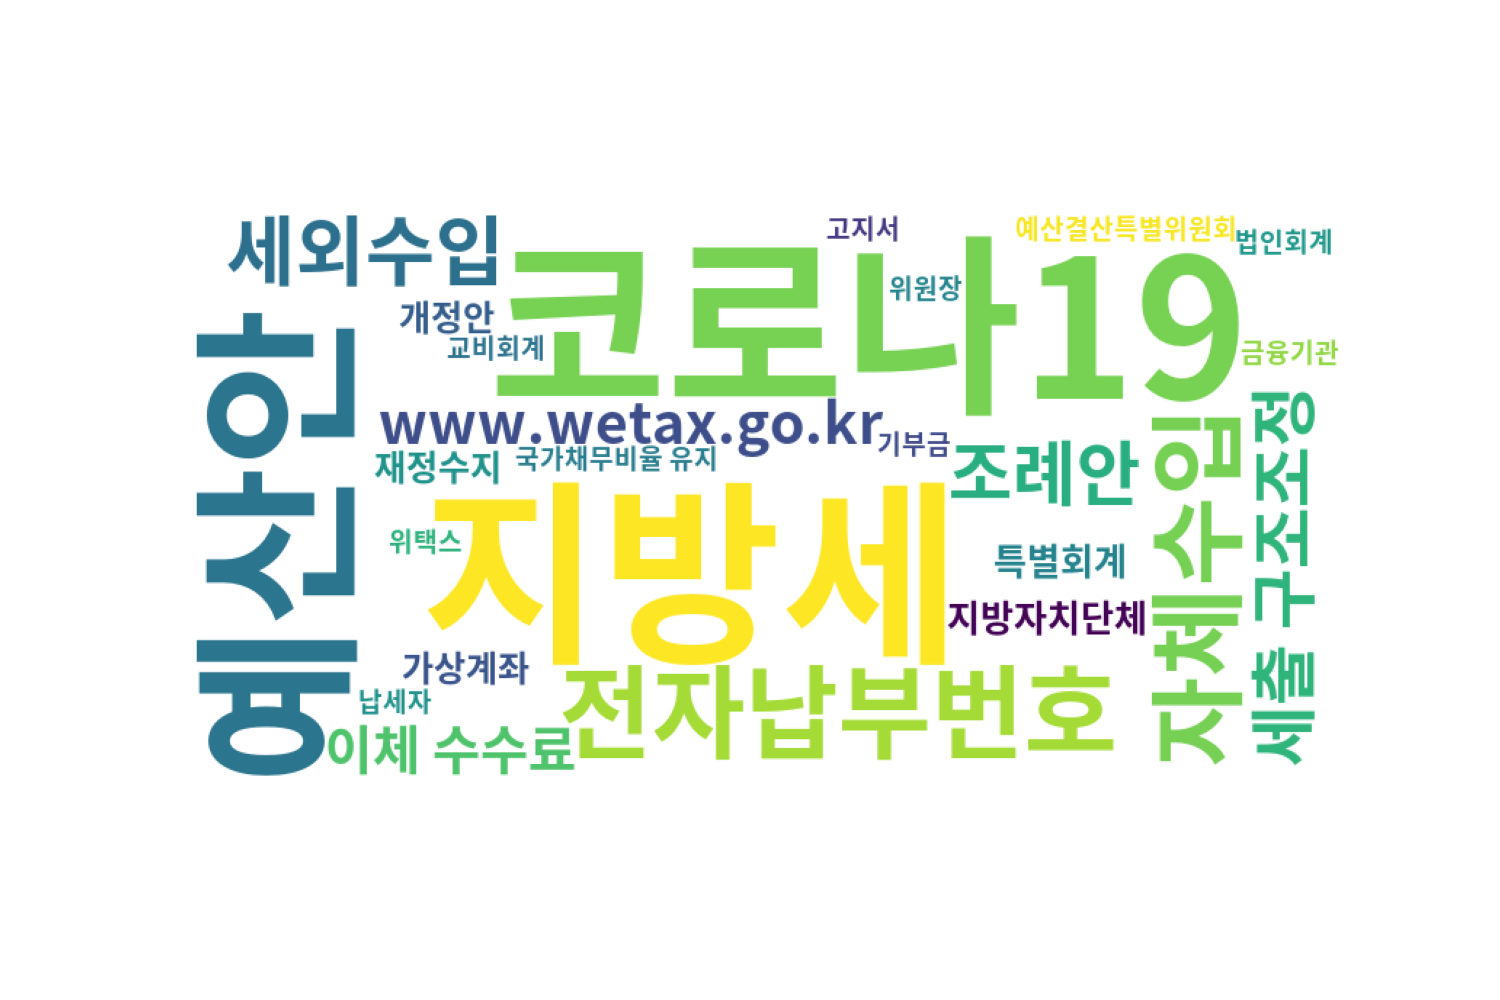 세외수입
고지서
예산결산특별위원회
법인회계
코로나19
위원장
개정안
교비회계
금융기관
예산안
www.wetax.go.kr
기부금
재정수지
국가채무비율 유지
조례안
자체수입
세출 구조조정
지방세
위택스
특별회계
지방자치단체
가상계좌
납세자
전자납부번호
이체 수수료